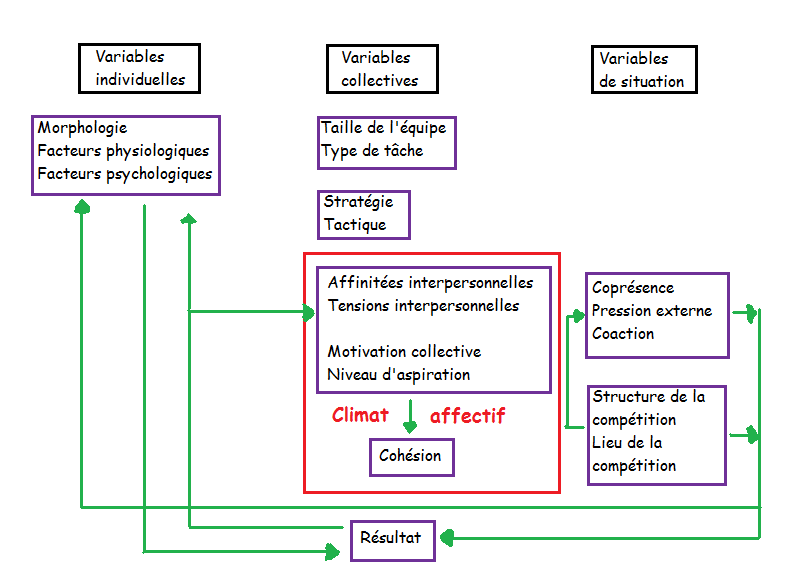 Variables
individuelles
Variables
collectives
Variables
de situation
Morphologie
Facteurs physiologiques
Facteurs psychologiques
Taille de l'équipe
Type de tâche
Stratégie
Tactique
Affinitées interpersonnelles
Tensions interpersonnelles
Motivation collective
Niveau d'aspiration
Climat affectif
Cohésion
Coprésence
Pression externe
Coaction
Structure de la
compétition
Lieu de la
compétition
Résultat